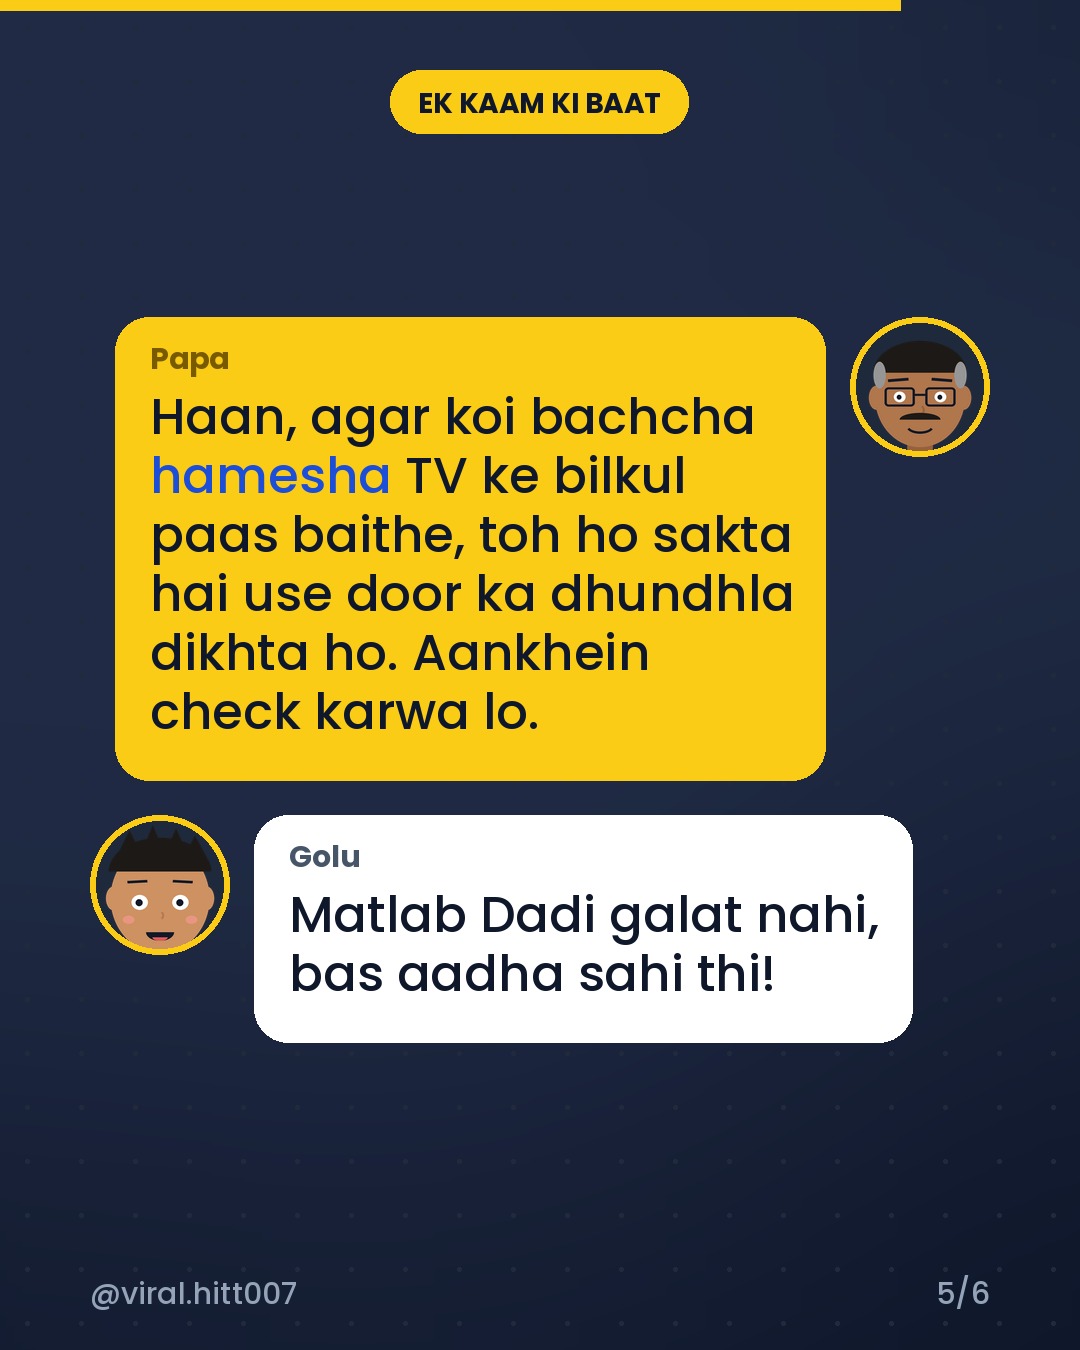 EK KAAM KI BAAT
Papa
Haan, agar koi bachcha
hamesha TV ke bilkul
paas baithe, toh ho sakta
hai use door ka dhundhla
dikhta ho. Aankhein
check karwa lo.
Golu
Matlab Dadi galat nahi,
bas aadha sahi thi!
@viral.hitt007
5/6